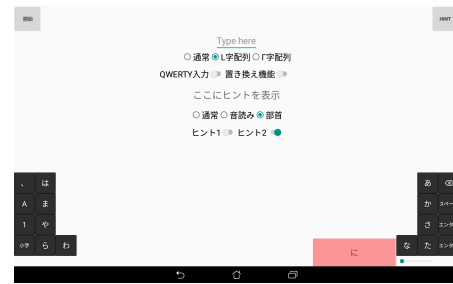 HINT
Type here
通常 L字配列 Γ字配列
QWERTY入力 置き換え機能
ここにヒントを表示
通常 音読み 部首
ヒント1 ヒント2
、 は あ
A ま か スペー
1 や さ エンタ
小字 ら わ に な た エンタ